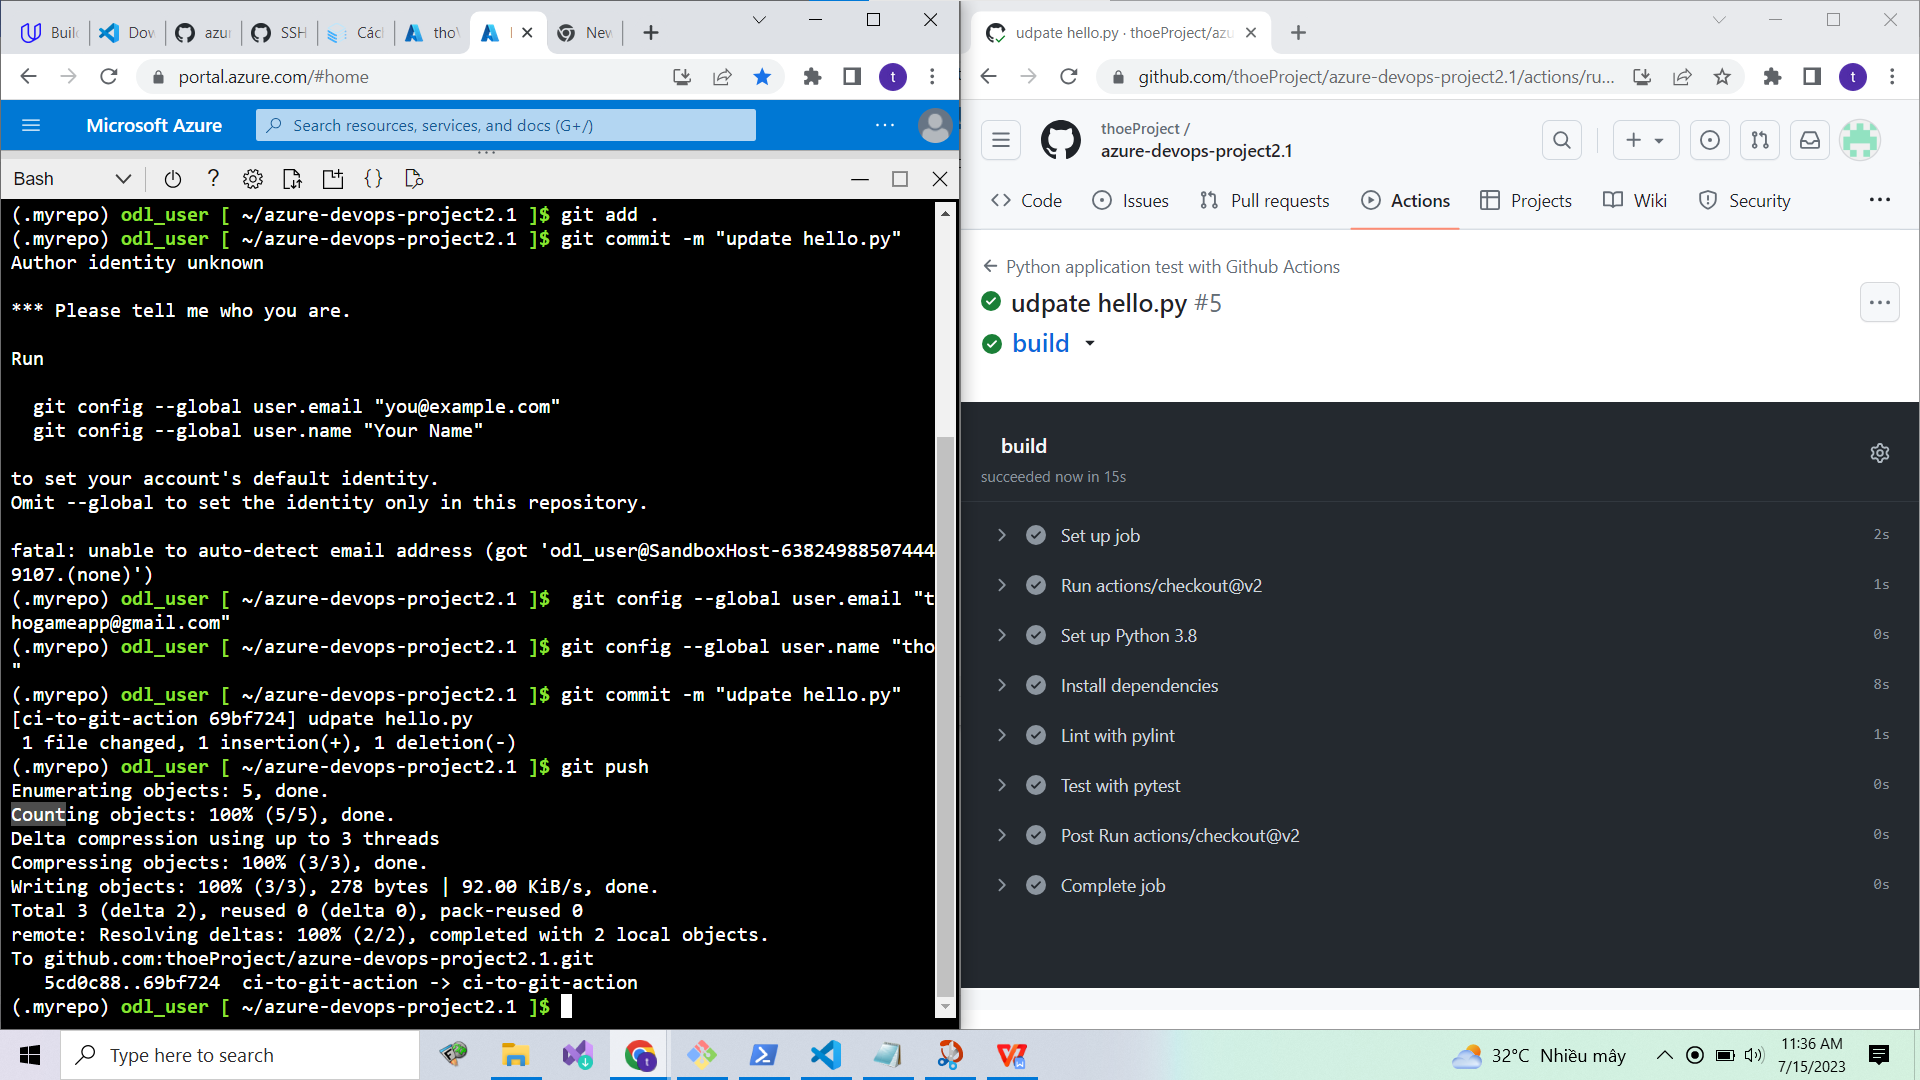 Buil
Dow
azur
SSH
Các
tho
New
portal.azure.com/#home
Microsoft Azure
Search resources, services, and docs (G+/)
Bash
(.myrepo) odl_user [ ~/azure-devops-project2.1 ]$ git add .
(.myrepo) odl_user [ ~/azure-devops-project2.1 ]$ git commit -m "update hello.py"
Author identity unknown
*** Please tell me who you are.
Run
git config --global user.email "you@example.com"
git config --global user.name "Your Name"
to set your account's default identity.
Omit --global to set the identity only in this repository.
fatal: unable to auto-detect email address (got 'odl_user@SandboxHost-63824988507444
9107.(none)')
(.myrepo) odl_user [ ~/azure-devops-project2.1 ]$  git config --global user.email "t
hogameapp@gmail.com"
(.myrepo) odl_user [ ~/azure-devops-project2.1 ]$ git config --global user.name "tho
"
(.myrepo) odl_user [ ~/azure-devops-project2.1 ]$ git commit -m "udpate hello.py"
[ci-to-git-action 69bf724] udpate hello.py
1 file changed, 1 insertion(+), 1 deletion(-)
(.myrepo) odl_user [ ~/azure-devops-project2.1 ]$ git push
Enumerating objects: 5, done.
Counting objects: 100% (5/5), done.
Delta compression using up to 3 threads
Compressing objects: 100% (3/3), done.
Writing objects: 100% (3/3), 278 bytes | 92.00 KiB/s, done.
Total 3 (delta 2), reused 0 (delta 0), pack-reused 0
remote: Resolving deltas: 100% (2/2), completed with 2 local objects.
To github.com:thoeProject/azure-devops-project2.1.git
5cd0c88..69bf724  ci-to-git-action -> ci-to-git-action
(.myrepo) odl_user [ ~/azure-devops-project2.1 ]$
udpate hello.py · thoeProject/azu
github.com/thoeProject/azure-devops-project2.1/actions/ru...
thoeProject /
azure-devops-project2.1
Code
Issues
Pull requests
Actions
Projects
Wiki
Security
Python application test with Github Actions
udpate hello.py #5
build
build
succeeded now in 15s
Set up job 2s
Run actions/checkout@v2 1s
Set up Python 3.8 0s
Install dependencies 8s
Lint with pylint 1s
Test with pytest 0s
Post Run actions/checkout@v2 0s
Complete job 0s
Type here to search
32°C Nhiều mây
11:36 AM
7/15/2023